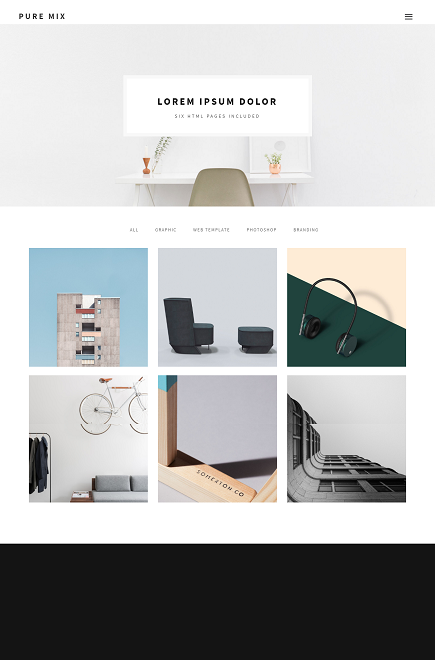 PURE MIX
LOREM IPSUM DOLOR
SIX HTML PAGES INCLUDED
ALL GRAPHIC WEB TEMPLATE PHOTOSHOP BRANDING
SOMERTON CO